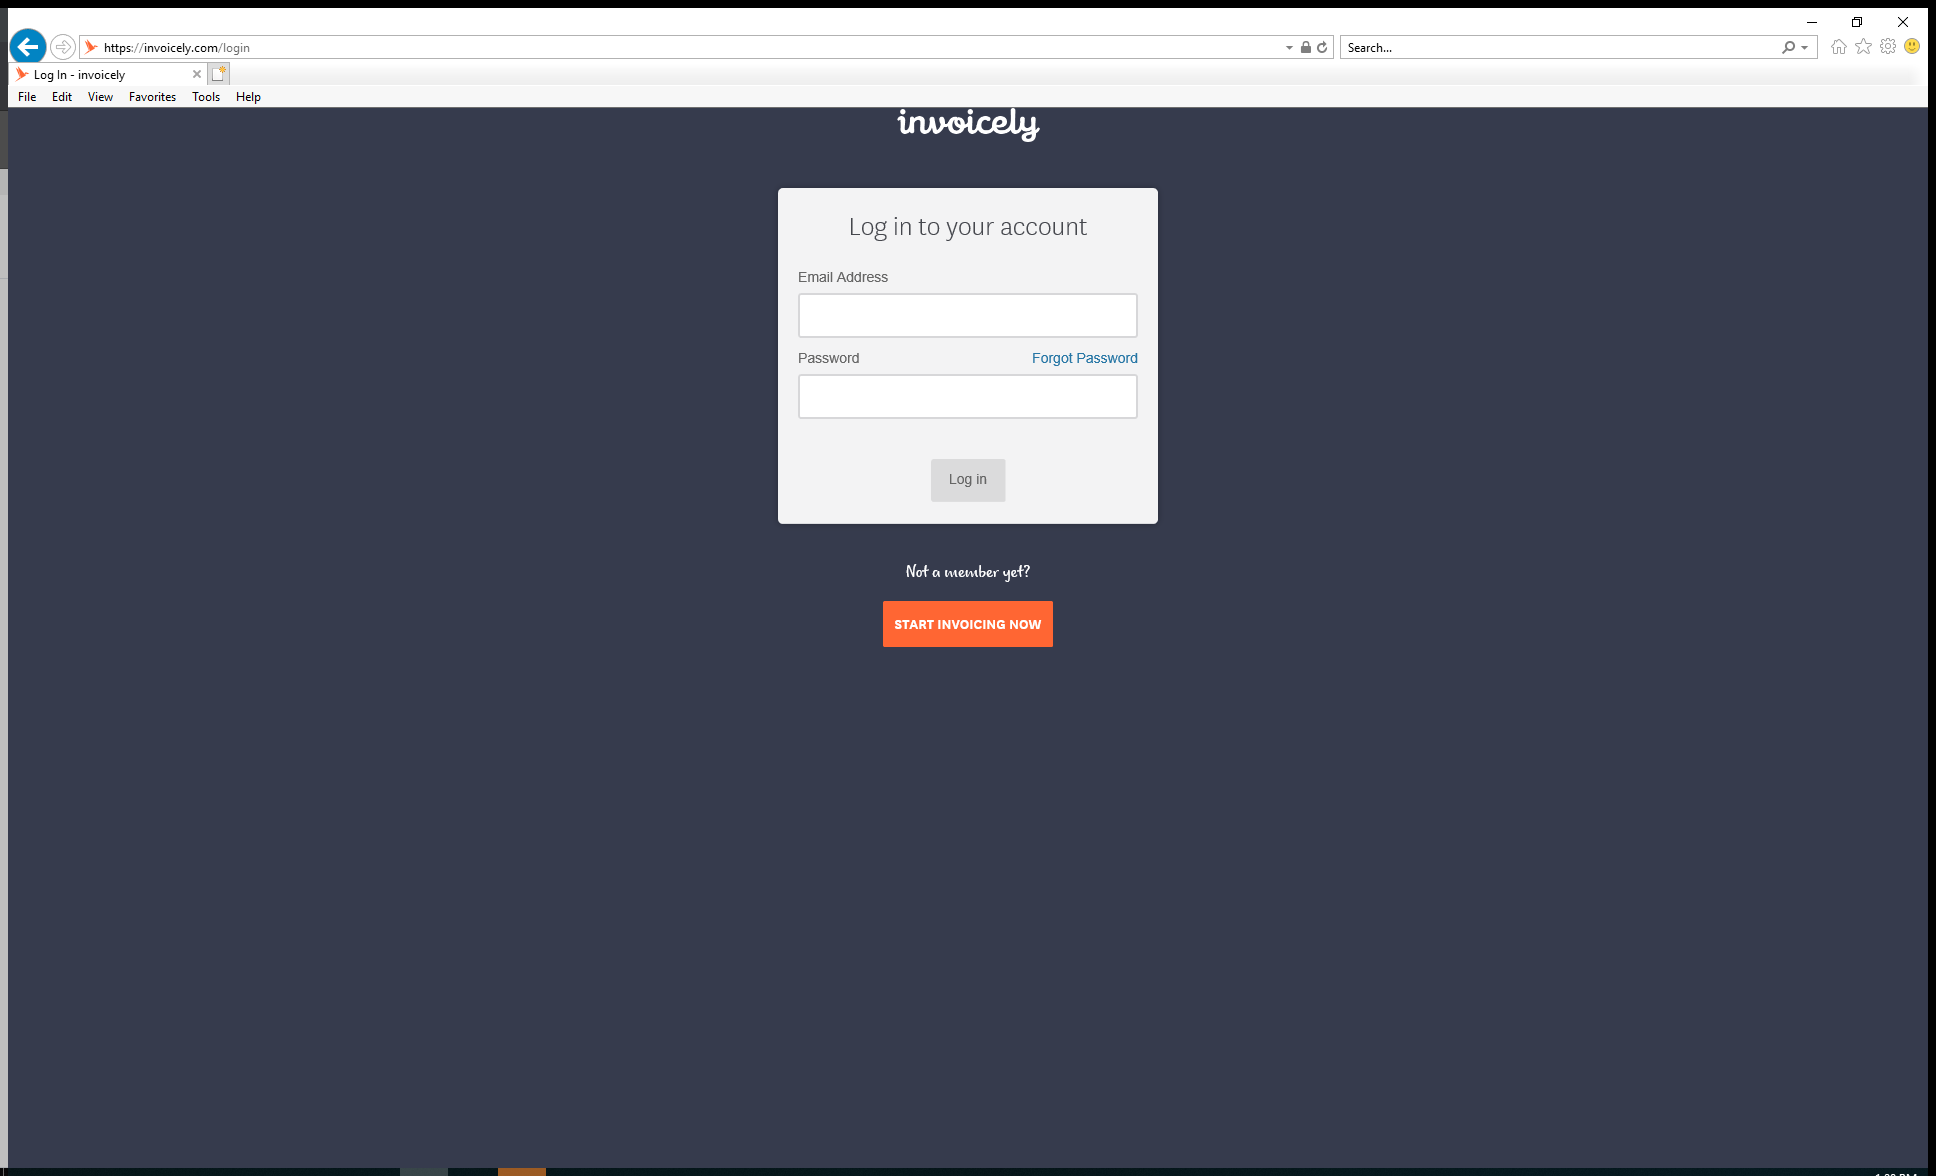 https://invoicely.com/login
Search...
Log In - invoicely
File Edit View Favorites Tools Help
invoicely
Log in to your account
Email Address
Password Forgot Password
Log in
Not a member yet?
START INVOICING NOW